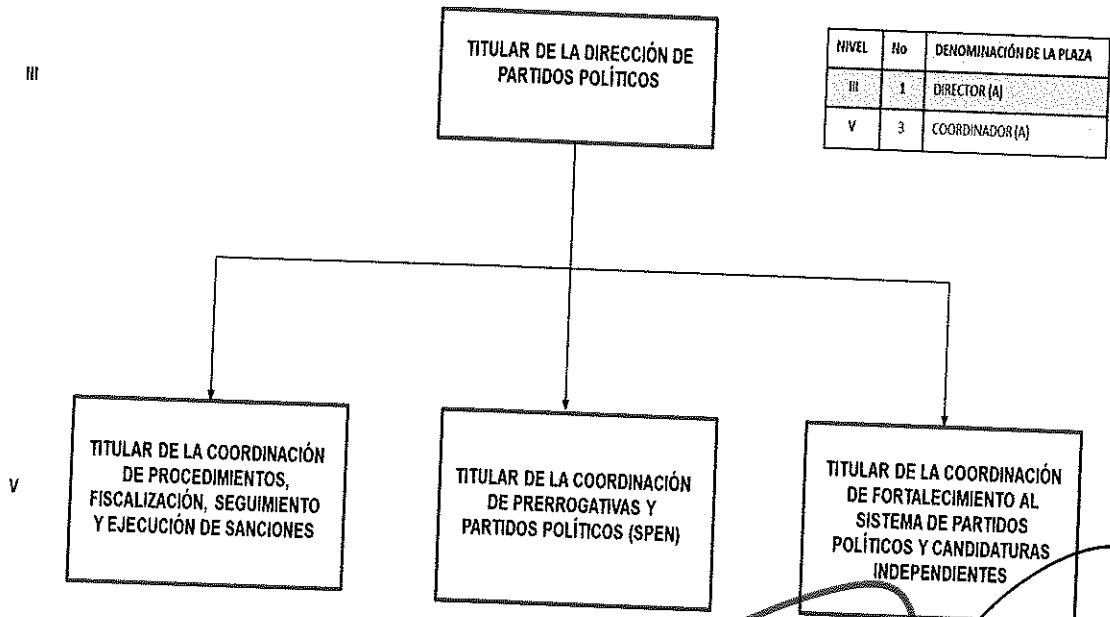 TITULAR DE LA DIRECCIÓN DE
PARTIDOS POLÍTICOS
NIVEL No DENOMINACIÓN DE LA PLAZA
III 1 DIRECTOR (A)
V 3 COORDINADOR (A)
III
TITULAR DE LA COORDINACIÓN
DE PROCEDIMIENTOS,
FISCALIZACIÓN, SEGUIMIENTO
Y EJECUCIÓN DE SANCIONES
TITULAR DE LA COORDINACIÓN
DE PRERROGATIVAS Y
PARTIDOS POLÍTICOS (SPEN)
TITULAR DE LA COORDINACIÓN
DE FORTALECIMIENTO AL
SISTEMA DE PARTIDOS
POLÍTICOS Y CANDIDATURAS
INDEPENDIENTES
V